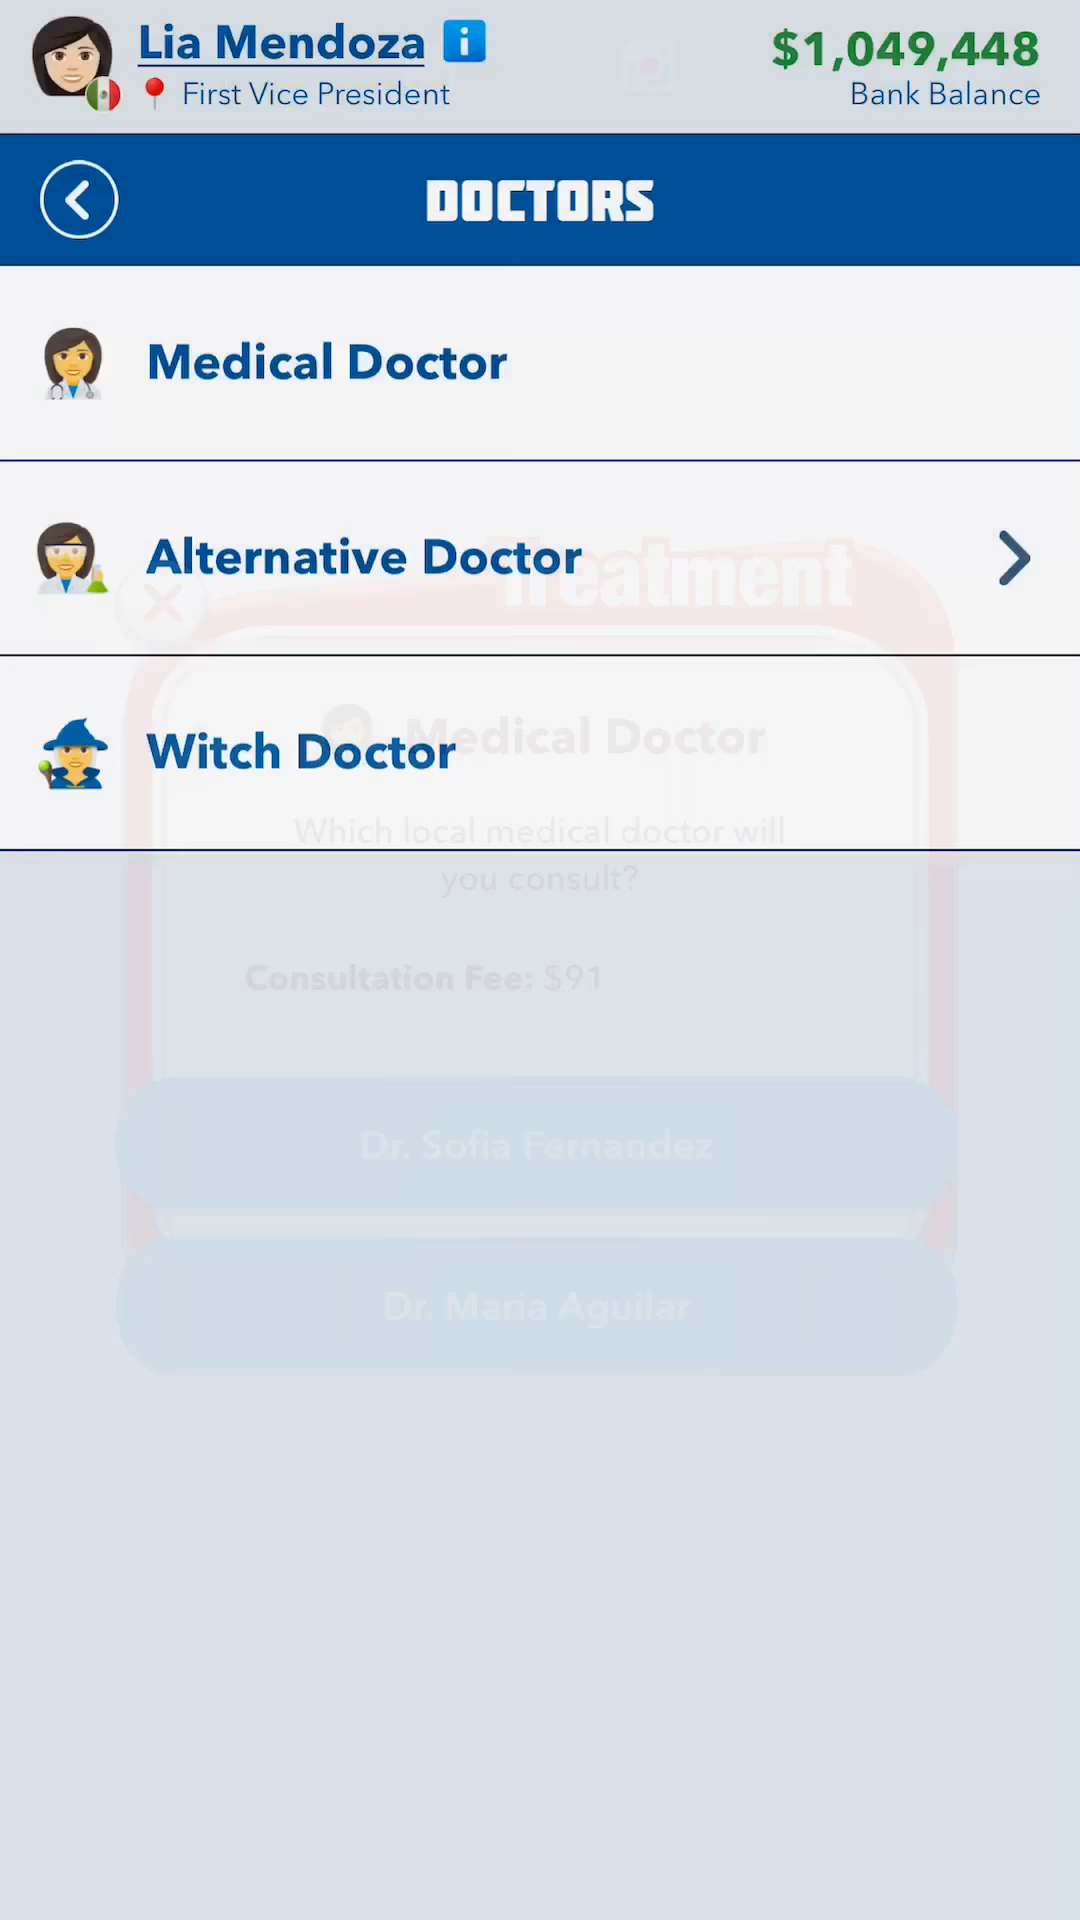 Lia Mendoza
First Vice President
$1,049,448
Bank Balance
DOCTORS
Medical Doctor
Alternative Doctor
Treatment
Witch Doctor
Medical Doctor
Which local medical doctor will
you consult?
Consultation Fee: $91
Dr. Sofia Fernandez
Dr. Maria Aguilar